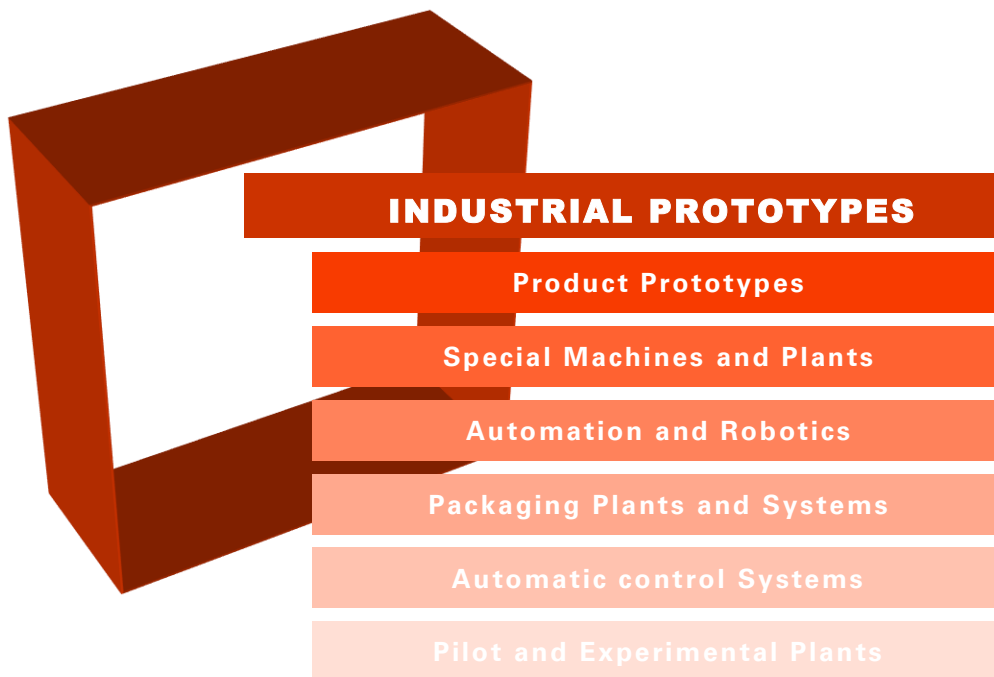 INDUSTRIAL PROTOTYPES
Product Prototypes
Special Machines and Plants
Automation and Robotics
Packaging Plants and Systems
Automatic control Systems
Pilot and Experimental Plants